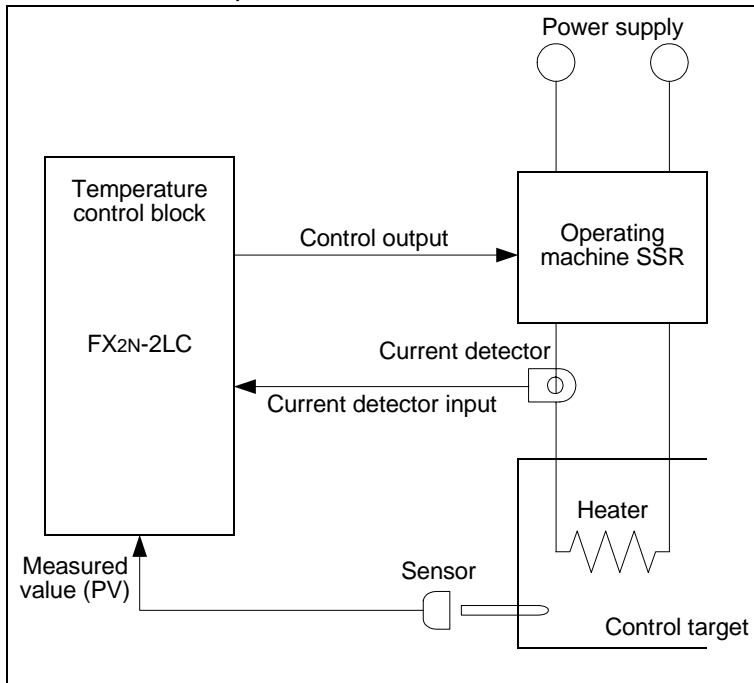 Power supply
Temperature
control block
Control output
Operating
machine SSR
FX2N-2LC
Current detector
Current detector input
Heater
Measured
value (PV)
Sensor
Control target